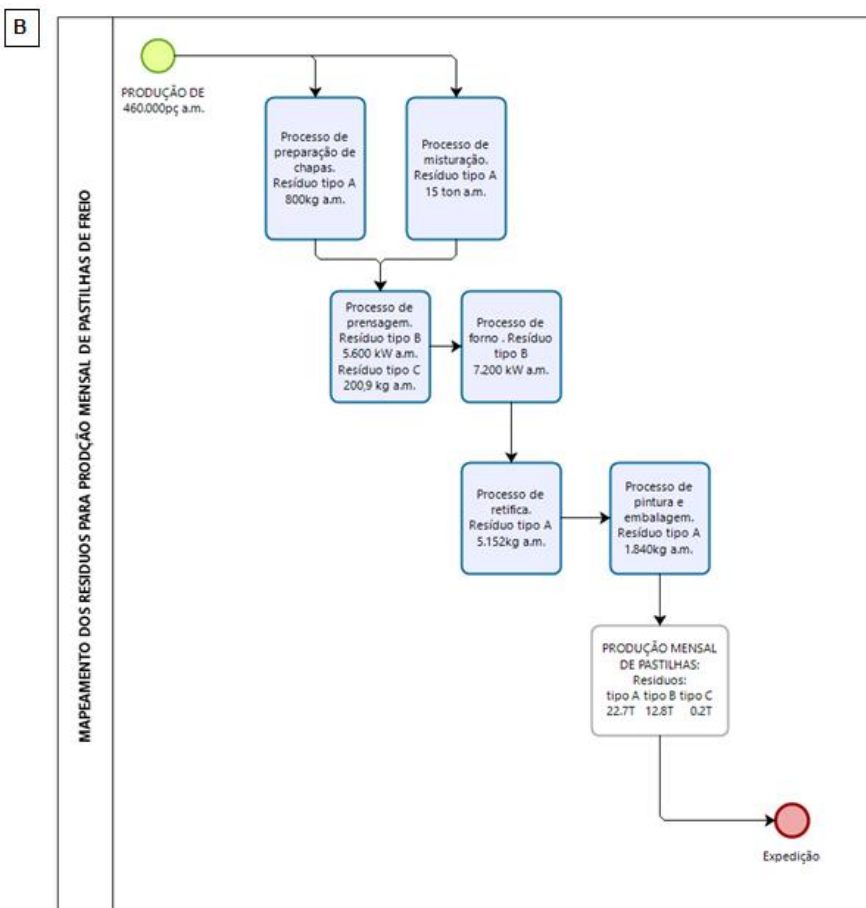 B
MAPEAMENTO DOS RESIDUOS PARA PRODÇÃO MENSAL DE PASTILHAS DE FREIO
PRODUÇÃO DE
460.000pç a.m.
Processo de
preparação de
chapas.
Resíduo tipo A
800kg a.m.
Processo de
misturação.
Resíduo tipo A
15 ton a.m.
Processo de
prensagem.
Resíduo tipo B
5.600 kW a.m.
Resíduo tipo C
200,9 kg a.m.
Processo de
forno . Resíduo
tipo B
7.200 kW a.m.
Processo de
retifica.
Resíduo tipo A
5.152kg a.m.
Processo de
pintura e
embalagem.
Resíduo tipo A
1.840kg a.m.
PRODUÇÃO MENSAL
DE PASTILHAS:
Residuos:
tipo A tipo B tipo C
22.7T 12.8T 0.2T
Expedição